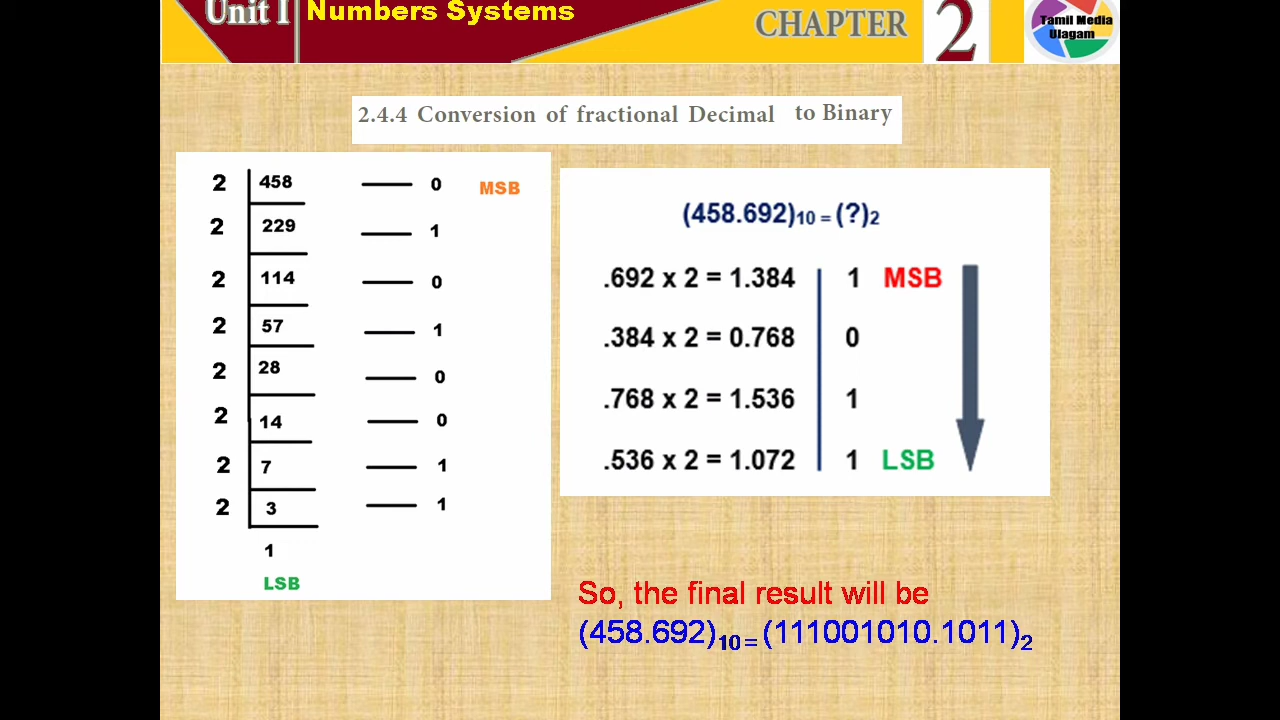 Unit I Numbers Systems
CHAPTER 2
Tamil Media
Ulagam
2.4.4 Conversion of fractional Decimal to Binary
2 458 0 MSB
2 229 1
2 114 0
2 57 1
2 28 0
2 14 0
2 7 1
2 3 1
1
LSB
(458.692)10 = (?)2
.692 x 2 = 1.384 1 MSB
.384 x 2 = 0.768 0
.768 x 2 = 1.536 1
.536 x 2 = 1.072 1 LSB
So, the final result will be
(458.692)10 = (111001010.1011)2